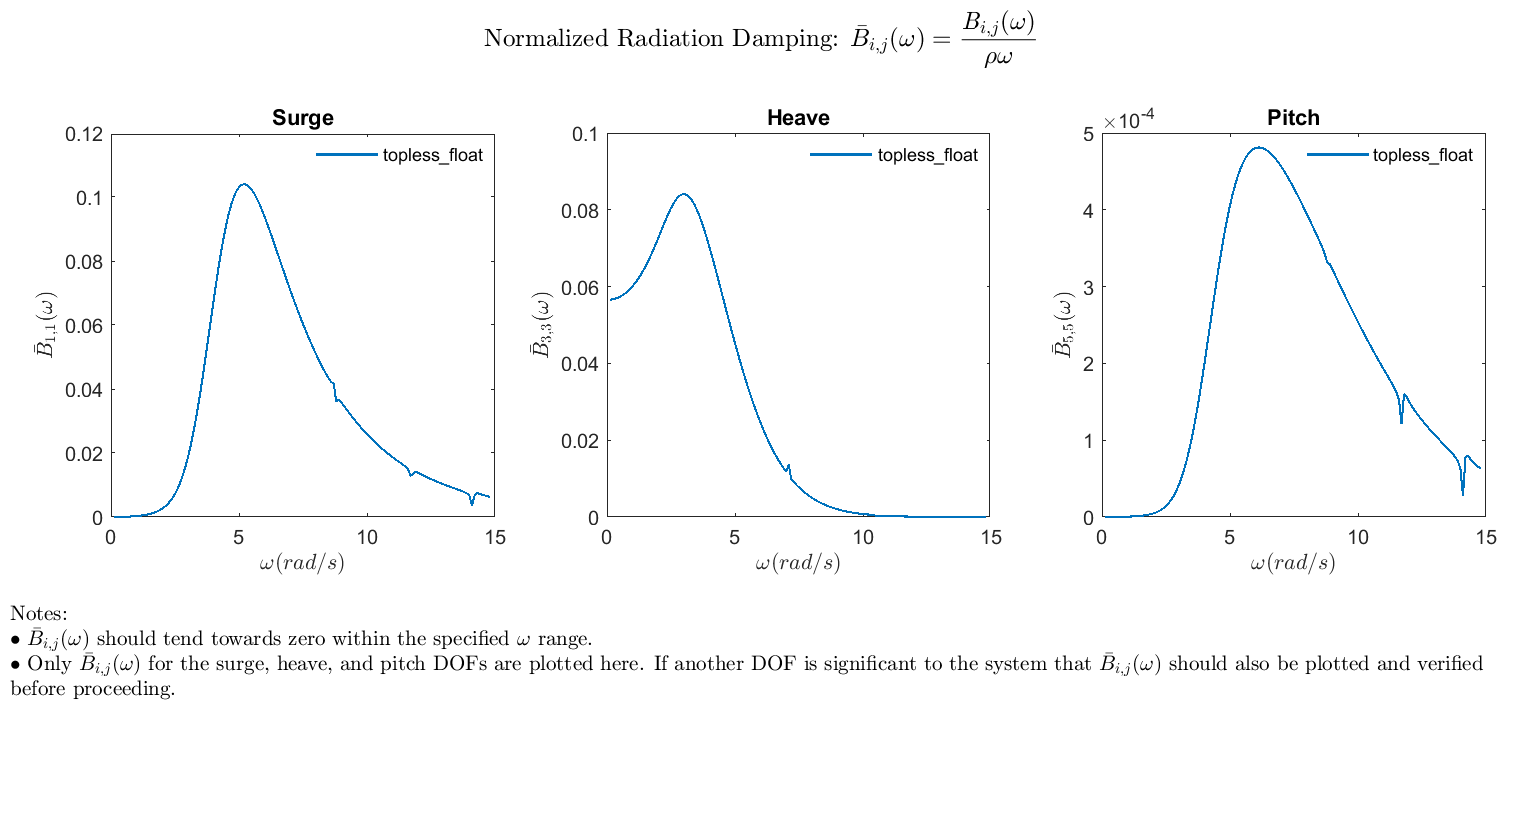 Normalized Radiation Damping: B̄_{i,j}(ω) = B_{i,j}(ω) / ρω
Surge
topless_float
0.12
0.1
0.08
0.06
0.04
0.02
0
B̄_{1,1}(ω)
0 5 10 15
ω(rad/s)
Heave
topless_float
0.1
0.08
0.06
0.04
0.02
0
B̄_{3,3}(ω)
0 5 10 15
ω(rad/s)
×10^{-4}
Pitch
topless_float
5
4
3
2
1
0
B̄_{5,5}(ω)
0 5 10 15
ω(rad/s)
Notes:
• B̄_{i,j}(ω) should tend towards zero within the specified ω range.
• Only B̄_{i,j}(ω) for the surge, heave, and pitch DOFs are plotted here. If another DOF is significant to the system that B̄_{i,j}(ω) should also be plotted and verified
before proceeding.